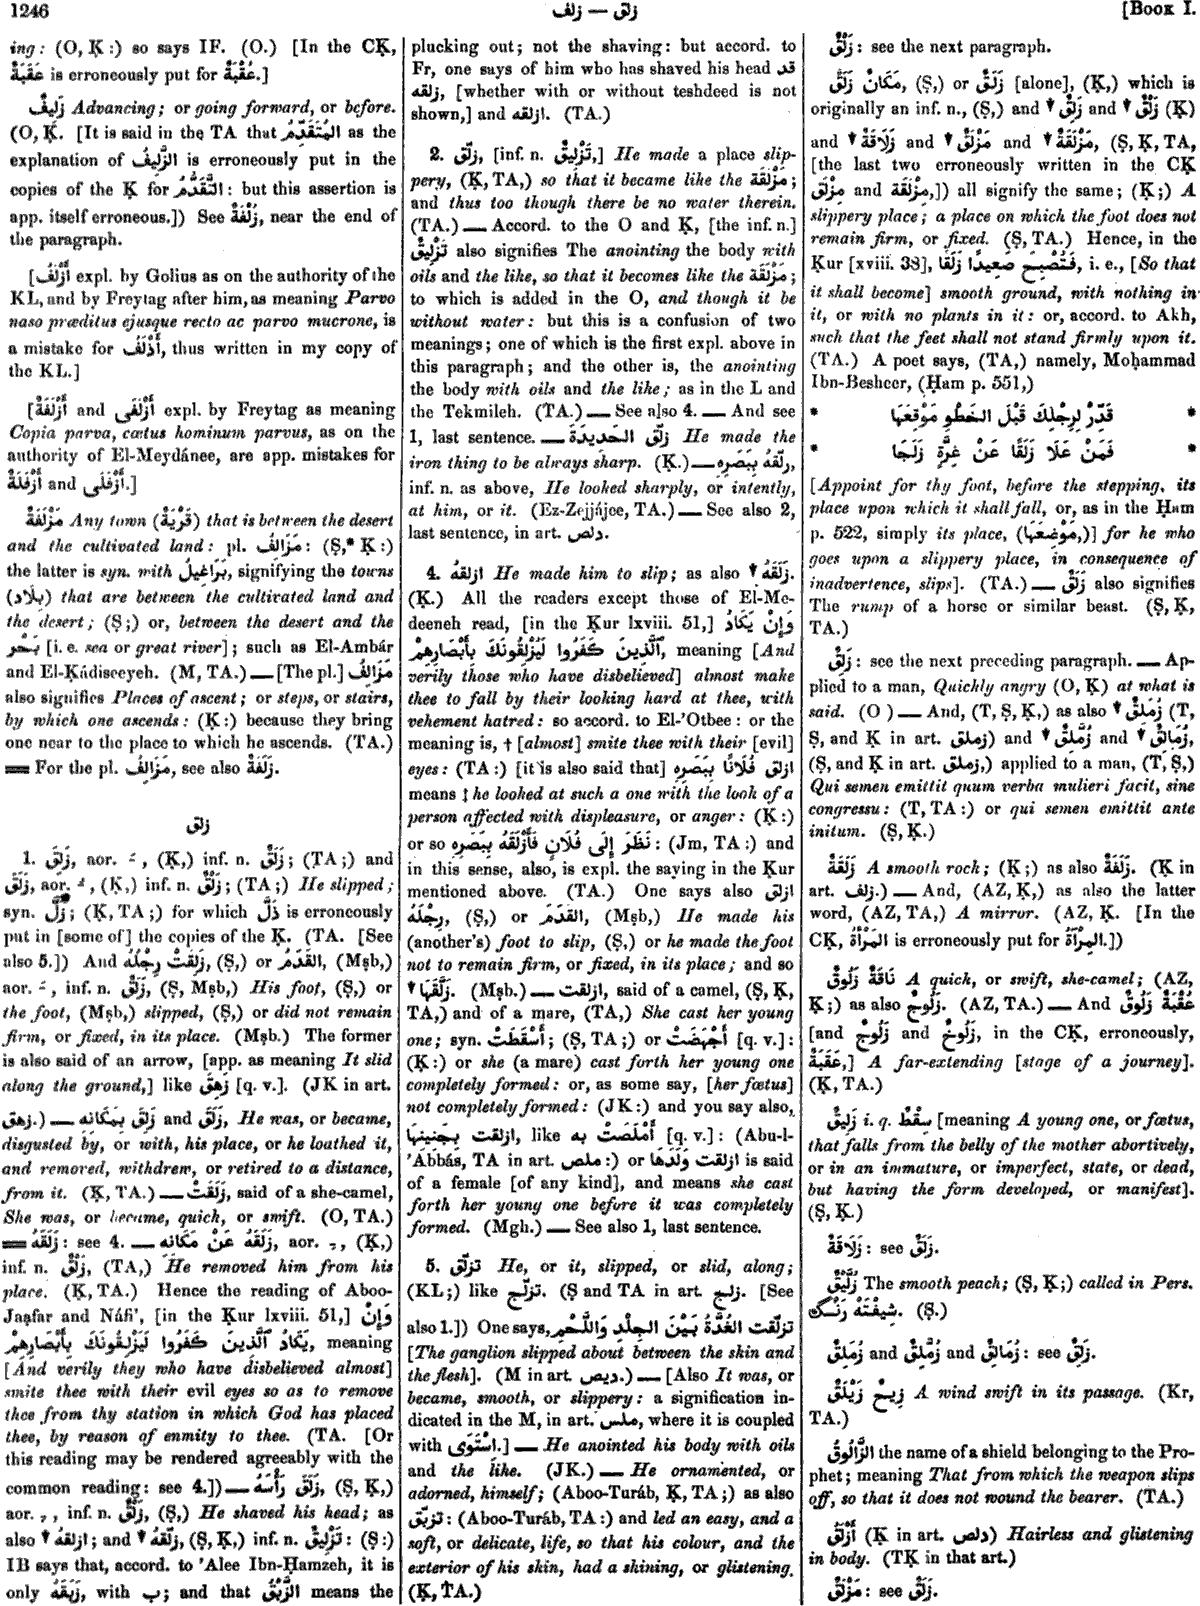 1246
زلف — زلق
[BOOK I.
ing: (O, Ḳ:) so says IF. (O.) [In the CḲ,
عَقَبَةٌ is erroneously put for عُقْبَةٌ.]
زَلِيفٌ Advancing; or going forward, or before.
(O, Ḳ. [It is said in the TA that المُتَقَدِّمُ as the
explanation of الزَّلِيفُ is erroneously put in the
copies of the Ḳ for التَّقَدُّمُ: but this assertion is
app. itself erroneous.]) See زُلْفَةٌ, near the end of
the paragraph.
[أَزْلَفُ expl. by Golius as on the authority of the
KL, and by Freytag after him, as meaning Parvo
naso præditus ejusque recto ac parvo mucrone, is
a mistake for أَذْلَفُ, thus written in my copy of
the KL.]
[أَزْلَفَةٌ and أَزْلَفَى expl. by Freytag as meaning
Copia parva, cœtus hominum parvus, as on the
authority of El-Meydánee, are app. mistakes for
أَزْفَلَةٌ and أَزْفَلَى.]
مَزْلَفَةٌ Any town (قَرْيَةٌ) that is between the desert
and the cultivated land: pl. مَزَالِفُ: (Ṣ,* Ḳ:)
the latter is syn. with بَرَاغِيلُ, signifying the towns
(بِلَاد) that are between the cultivated land and
the desert; (Ṣ;) or, between the desert and the
بَحْر [i. e. sea or great river]; such as El-Ambár
and El-Ḳádiseeyeh. (M, TA.) — [The pl.] مَزَالِفُ
also signifies Places of ascent; or steps, or stairs,
by which one ascends: (Ḳ:) because they bring
one near to the place to which he ascends. (TA.)
= For the pl. مَزَالِفُ, see also زَلَفَةٌ.
زلق
1. زَلِقَ, aor. ـَ, (Ḳ,) inf. n. زَلَقٌ; (TA;) and
زَلَقَ, aor. ـُ, (Ḳ,) inf. n. زَلْقٌ; (TA;) He slipped;
syn. زَلَّ; (Ḳ, TA;) for which ذَلَّ is erroneously
put in [some of] the copies of the Ḳ. (TA. [See
also 5.]) And زَلِقَتْ رِجْلُهُ, (Ṣ,) or القَدَمُ, (Mṣb,)
aor. ـَ, inf. n. زَلَقٌ, (Ṣ, Mṣb,) His foot, (Ṣ,) or
the foot, (Mṣb,) slipped, (Ṣ,) or did not remain
firm, or fixed, in its place. (Mṣb.) The former
is also said of an arrow, [app. as meaning It slid
along the ground,] like زَهِقَ [q. v.]. (JK in art.
زهق.) — زَلِقَ بِمَكَانِهِ and زَلَقَ, He was, or became,
disgusted by, or with, his place, or he loathed it,
and removed, withdrew, or retired to a distance,
from it. (Ḳ, TA.) — زَلَقَتْ, said of a she-camel,
She was, or became, quick, or swift. (O, TA.)
= زَلَقَهُ: see 4. — زَلَقَهُ عَنْ مَكَانِهِ, aor. ـِ, (Ḳ,)
inf. n. زَلْقٌ, (TA,) He removed him from his
place. (Ḳ, TA.) Hence the reading of Aboo-
Jaạfar and Náfi', [in the Ḳur lxviii. 51,] وَإِنْ
يَكَادُ ٱلَّذِينَ كَفَرُوا لَيَزْلِقُونَكَ بِأَبْصَارِهِمْ, meaning
[And verily they who have disbelieved almost]
smite thee with their evil eyes so as to remove
thee from thy station in which God has placed
thee, by reason of enmity to thee. (TA. [Or
this reading may be rendered agreeably with the
common reading: see 4.]) — زَلَقَ رَأْسَهُ, (Ṣ, Ḳ,)
aor. ـِ, inf. n. زَلْقٌ, (Ṣ,) He shaved his head; as
also ▼ ازلقهُ; and ▼ زلّقهُ, (Ṣ, Ḳ,) inf. n. تَزْلِيقٌ: (Ṣ:)
IB says that, accord. to 'Alee Ibn-Ḥamzeh, it is
only زَبَقَهُ, with ب; and that الزَّبْقُ means the
plucking out; not the shaving: but accord. to
Fr, one says of him who has shaved his head قد
زلقه, [whether with or without teshdeed is not
shown,] and ازلقه. (TA.)
2. زلّق, [inf. n. تَزْلِيقٌ,] He made a place slip-
pery, (Ḳ, TA,) so that it became like the مَزْلَقَة;
and thus too though there be no water therein.
(TA.) — Accord. to the O and Ḳ, [the inf. n.]
تَزْلِيقٌ also signifies The anointing the body with
oils and the like, so that it becomes like the مَزْلَقَة;
to which is added in the O, and though it be
without water: but this is a confusion of two
meanings; one of which is the first expl. above in
this paragraph; and the other is, the anointing
the body with oils and the like; as in the L and
the Tekmileh. (TA.) — See also 4. — And see
1, last sentence. — زلّق الحَدِيدَةَ He made the
iron thing to be always sharp. (Ḳ.) — زلّقهُ بِبَصَرِهِ,
inf. n. as above, He looked sharply, or intently,
at him, or it. (Ez-Zejjájee, TA.) — See also 2,
last sentence, in art. دلص.
4. ازلقهُ He made him to slip; as also ▼ زَلَقَهُ.
(Ḳ.) All the readers except those of El-Me-
deeneh read, [in the Ḳur lxviii. 51,] وَإِنْ يَكَادُ
ٱلَّذِينَ كَفَرُوا لَيُزْلِقُونَكَ بِأَبْصَارِهِمْ, meaning [And
verily those who have disbelieved] almost make
thee to fall by their looking hard at thee, with
vehement hatred: so accord. to El-'Otbee: or the
meaning is, † [almost] smite thee with their [evil]
eyes: (TA:) [it is also said that] ازلق فُلَانًا بِبَصَرِهِ
means ‡ he looked at such a one with the look of a
person affected with displeasure, or anger: (Ḳ:)
or so نَظَرَ إِلَى فُلَانٍ فَأَزْلَقَهُ بِبَصَرِهِ: (Jm, TA:) and
in this sense, also, is expl. the saying in the Ḳur
mentioned above. (TA.) One says also ازلق
رِجْلَهُ, (Ṣ,) or القَدَمَ, (Mṣb,) He made his
(another's) foot to slip, (Ṣ,) or he made the foot
not to remain firm, or fixed, in its place; and so
▼ زَلَّقَهَا. (Mṣb.) — ازلقت, said of a camel, (Ṣ, Ḳ,
TA,) and of a mare, (TA,) She cast her young
one; syn. أَسْقَطَتْ; (Ṣ, TA;) or أَجْهَضَتْ [q. v.]:
(Ḳ:) or she (a mare) cast forth her young one
completely formed: or, as some say, [her fœtus]
not completely formed: (JK:) and you say also,
ازلقت بِجَنِينِهَا, like أَمْلَصَتْ بِهِ [q. v.]: (Abu-l-
'Abbás, TA in art. ملص:) or ازلقت وَلَدَهَا is said
of a female [of any kind], and means she cast
forth her young one before it was completely
formed. (Mgh.) — See also 1, last sentence.
5. تزلّق He, or it, slipped, or slid, along;
(KL;) like تزلّج. (Ṣ and TA in art. زلج. [See
also 1.]) One says, تزلّقت الغُدَّةُ بَيْنَ الجِلْدِ وَاللَّحْمِ
[The ganglion slipped about between the skin and
the flesh]. (M in art. ديص.) — [Also It was, or
became, smooth, or slippery: a signification in-
dicated in the M, in art. ملس, where it is coupled
with اِسْتَوَى.] — He anointed his body with oils
and the like. (JK.) — He ornamented, or
adorned, himself; (Aboo-Turáb, Ḳ, TA;) as also
تزبّق: (Aboo-Turáb, TA:) and led an easy, and a
soft, or delicate, life, so that his colour, and the
exterior of his skin, had a shining, or glistening.
(Ḳ, TA.)
زَلْقٌ: see the next paragraph.
مَكَانٌ زَلَقٌ, (Ṣ,) or زَلَقٌ [alone], (Ḳ,) which is
originally an inf. n., (Ṣ,) and ▼ زَلِقٌ and ▼ زَلْقٌ (Ḳ)
and ▼ زَلَّاقَةٌ and ▼ مَزْلَقٌ and ▼ مَزْلَقَةٌ, (Ṣ, Ḳ, TA,
[the last two erroneously written in the CḲ
مِزْلَق and مِزْلَقَة,]) all signify the same; (Ḳ;) A
slippery place; a place on which the foot does not
remain firm, or fixed. (Ṣ, TA.) Hence, in the
Ḳur [xviii. 38], فَتُصْبِحَ صَعِيدًا زَلَقًا, i. e., [So that
it shall become] smooth ground, with nothing in
it, or with no plants in it: or, accord. to Akh,
such that the feet shall not stand firmly upon it.
(TA.) A poet says, (TA,) namely, Moḥammad
Ibn-Besheer, (Ḥam p. 551,)
* قَدِّرْ لِرِجْلِكَ قَبْلَ الخَطْوِ مَوْقِعَهَا *
* فَمَنْ عَلَا زَلَقًا عَنْ غِرَّةٍ زَلَجَا *
[Appoint for thy foot, before the stepping, its
place upon which it shall fall, or, as in the Ḥam
p. 522, simply its place, (مَوْضِعَهَا,)] for he who
goes upon a slippery place, in consequence of
inadvertence, slips]. (TA.) — زَلَقٌ also signifies
The rump of a horse or similar beast. (Ṣ, Ḳ,
TA.)
زَلِقٌ: see the next preceding paragraph. — Ap-
plied to a man, Quickly angry (O, Ḳ) at what is
said. (O) — And, (T, Ṣ, Ḳ,) as also ▼ زُمَلِقٌ (T,
Ṣ, and Ḳ in art. زملق) and ▼ زُمَّلِقٌ and ▼ زُمَالِقٌ,
(Ṣ, and Ḳ in art. زملق,) applied to a man, (T, Ṣ,)
Qui semen emittit quum verba mulieri facit, sine
congressu: (T, TA:) or qui semen emittit ante
initum. (Ṣ, Ḳ.)
زَلَقَةٌ A smooth rock; (Ḳ;) as also زَلَفَةٌ. (Ḳ in
art. زلف.) — And, (AZ, Ḳ,) as also the latter
word, (AZ, TA,) A mirror. (AZ, Ḳ. [In the
CḲ, المَرْأَةُ is erroneously put for المِرْآةُ.])
نَاقَةٌ زَلُوقٌ A quick, or swift, she-camel; (AZ,
Ḳ;) as also زَلُوجٌ. (AZ, TA.) — And عُقْبَةٌ زَلُوقٌ
[and زَلُوجٌ and زَلُوخٌ, in the CḲ, erroneously,
عَقَبَةٌ,] A far-extending [stage of a journey].
(Ḳ, TA.)
زَلِيقٌ i. q. سِقْطٌ [meaning A young one, or fœtus,
that falls from the belly of the mother abortively,
or in an immature, or imperfect, state, or dead,
but having the form developed, or manifest].
(Ṣ, Ḳ.)
زَلَّاقَةٌ: see زَلَقٌ.
زُلَّيْقٌ The smooth peach; (Ṣ, Ḳ;) called in Pers.
شِيفْتَهْ رَنْگ. (Ṣ.)
زُمَلِقٌ and زُمَّلِقٌ and زُمَالِقٌ: see زَلِقٌ.
رِيحٌ زَيْلَقٌ A wind swift in its passage. (Kr,
TA.)
الزَّالُوقُ the name of a shield belonging to the Pro-
phet; meaning That from which the weapon slips
off, so that it does not wound the bearer. (TA.)
أَزْلَقُ (Ḳ in art. دلص) Hairless and glistening
in body. (TḲ in that art.)
مَزْلَقٌ: see زَلَقٌ.